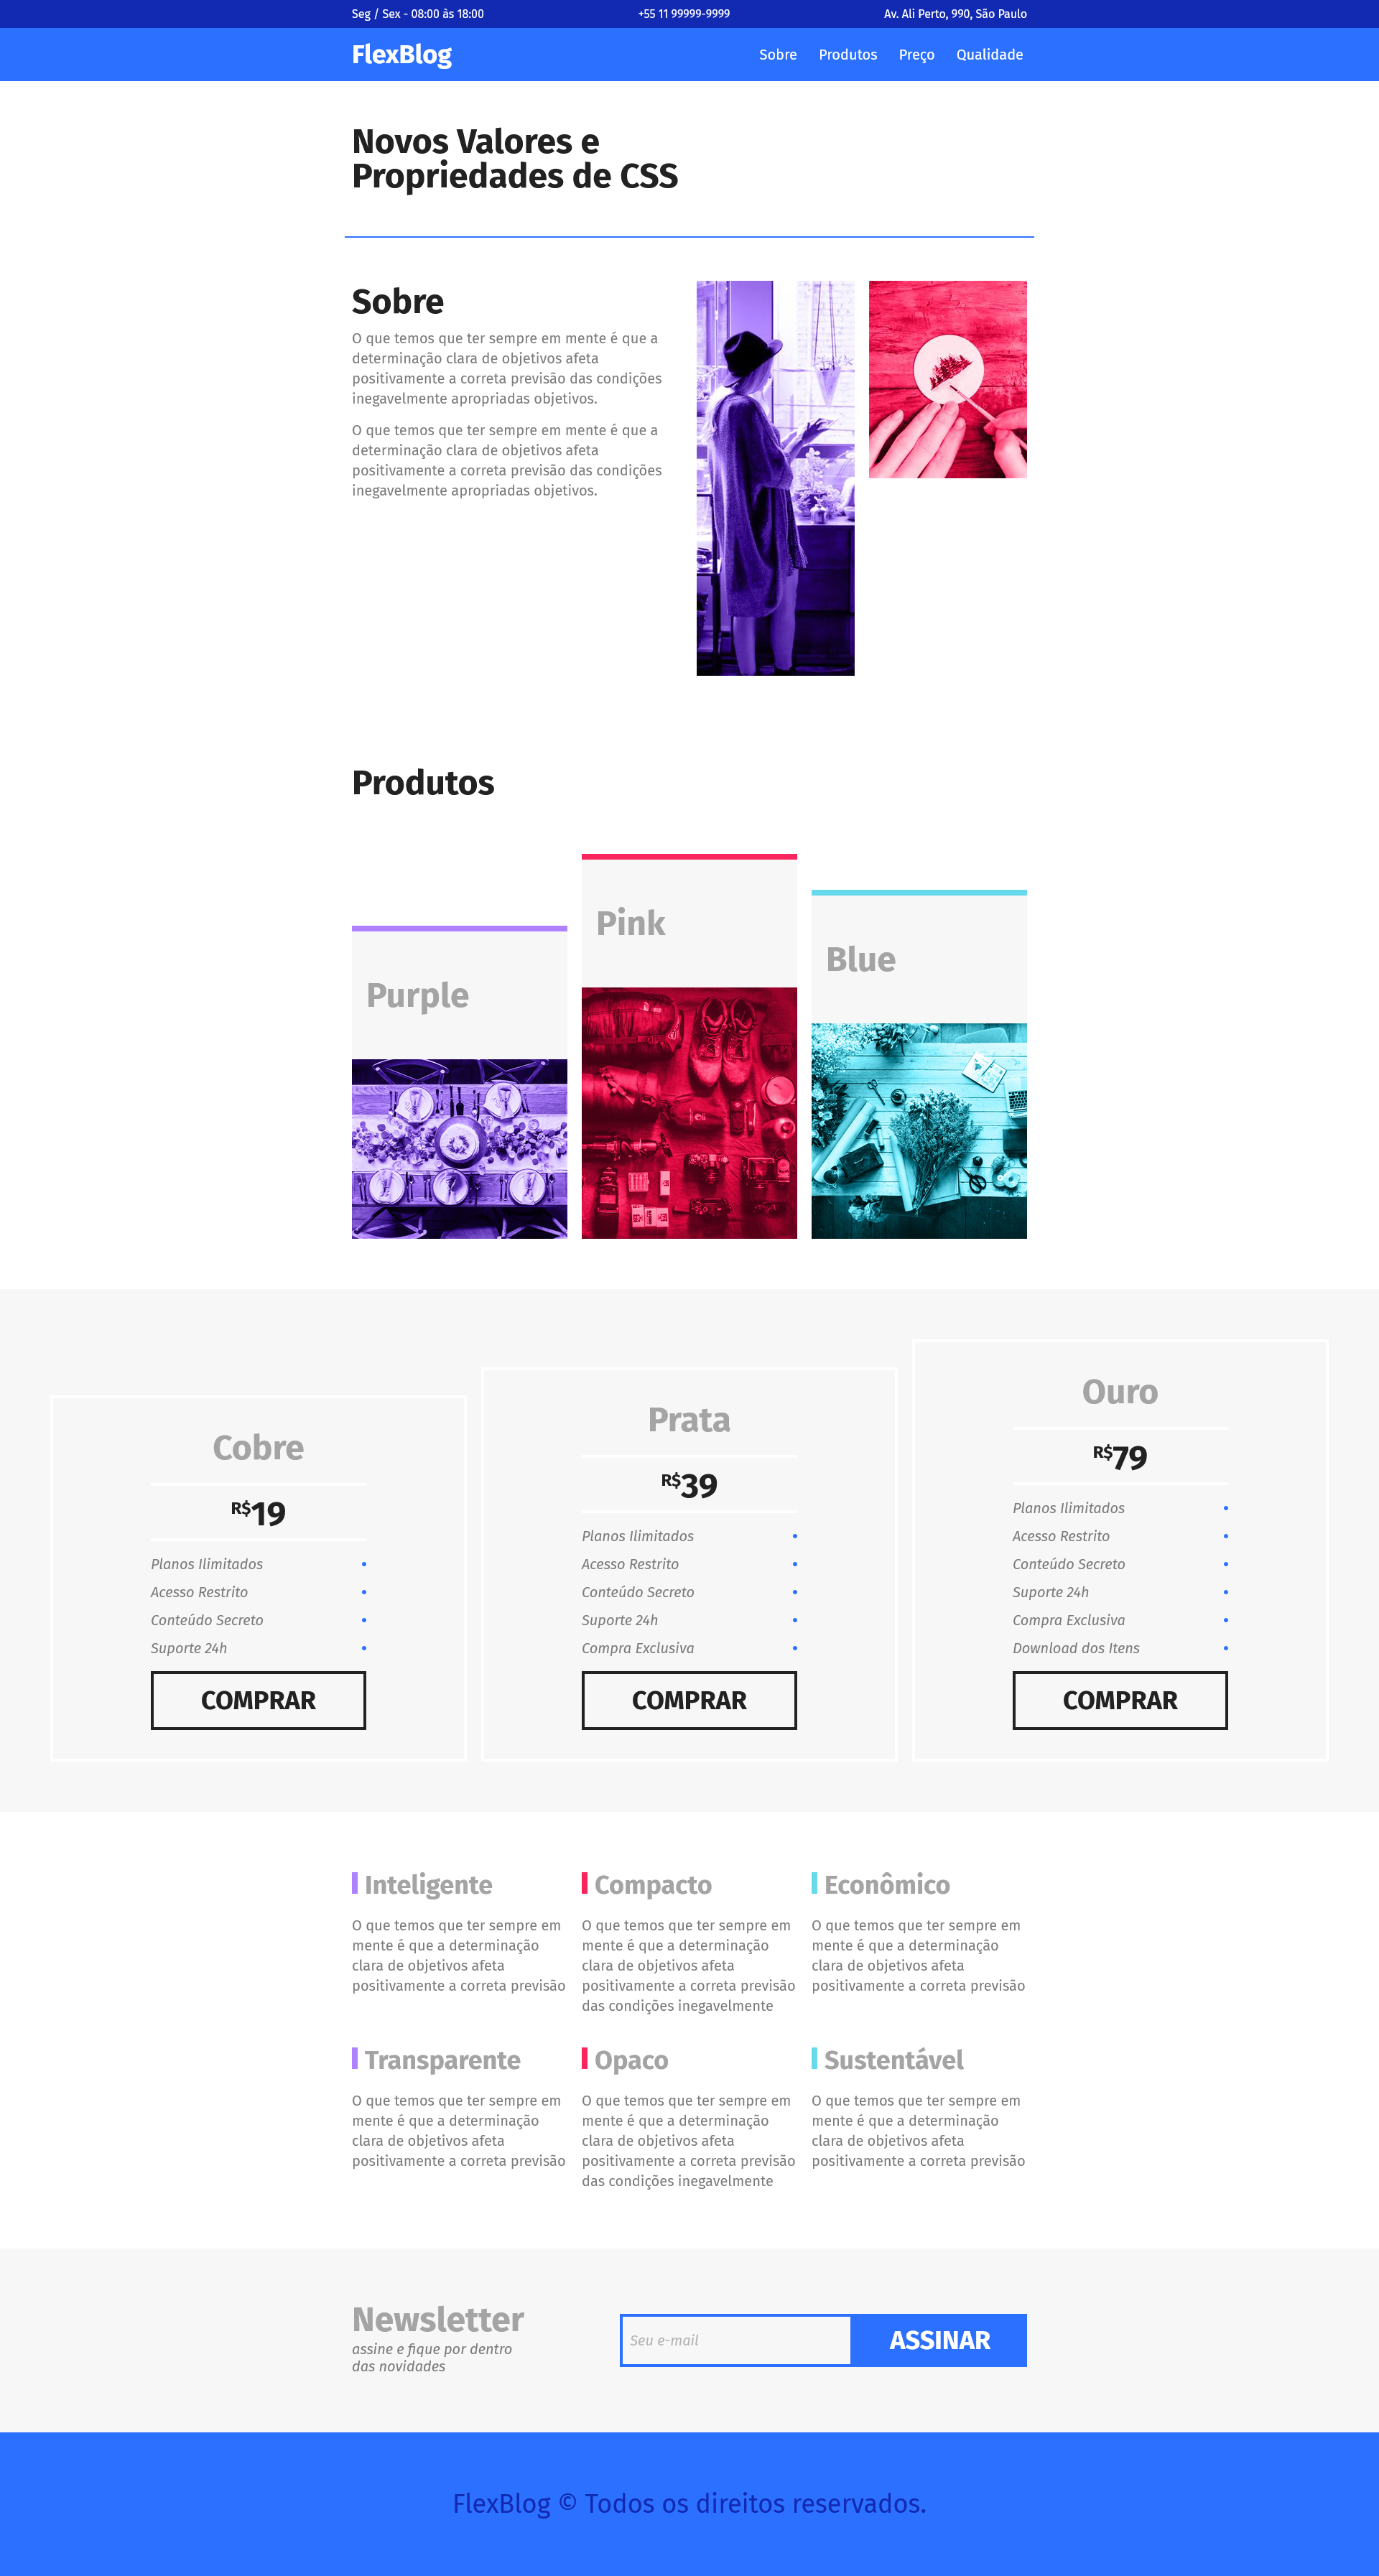 Seg / Sex - 08:00 às 18:00
+55 11 99999-9999
Av. Ali Perto, 990, São Paulo
FlexBlog
Sobre
Produtos
Preço
Qualidade
Novos Valores e
Propriedades de CSS
Sobre
O que temos que ter sempre em mente é que a
determinação clara de objetivos afeta
positivamente a correta previsão das condições
inegavelmente apropriadas objetivos.
O que temos que ter sempre em mente é que a
determinação clara de objetivos afeta
positivamente a correta previsão das condições
inegavelmente apropriadas objetivos.
Produtos
Purple
Pink
Blue
Cobre
R$19
Planos Ilimitados
Acesso Restrito
Conteúdo Secreto
Suporte 24h
COMPRAR
Prata
R$39
Planos Ilimitados
Acesso Restrito
Conteúdo Secreto
Suporte 24h
Compra Exclusiva
COMPRAR
Ouro
R$79
Planos Ilimitados
Acesso Restrito
Conteúdo Secreto
Suporte 24h
Compra Exclusiva
Download dos Itens
COMPRAR
Inteligente
O que temos que ter sempre em
mente é que a determinação
clara de objetivos afeta
positivamente a correta previsão
Compacto
O que temos que ter sempre em
mente é que a determinação
clara de objetivos afeta
positivamente a correta previsão
das condições inegavelmente
Econômico
O que temos que ter sempre em
mente é que a determinação
clara de objetivos afeta
positivamente a correta previsão
Transparente
O que temos que ter sempre em
mente é que a determinação
clara de objetivos afeta
positivamente a correta previsão
Opaco
O que temos que ter sempre em
mente é que a determinação
clara de objetivos afeta
positivamente a correta previsão
das condições inegavelmente
Sustentável
O que temos que ter sempre em
mente é que a determinação
clara de objetivos afeta
positivamente a correta previsão
Newsletter
assine e fique por dentro
das novidades
Seu e-mail
ASSINAR
FlexBlog © Todos os direitos reservados.